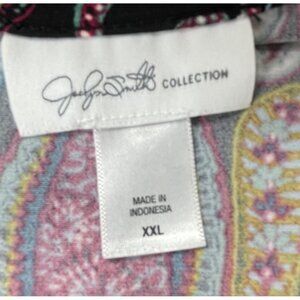 Jaclyn Smith COLLECTION
MADE IN
INDONESIA
XXL